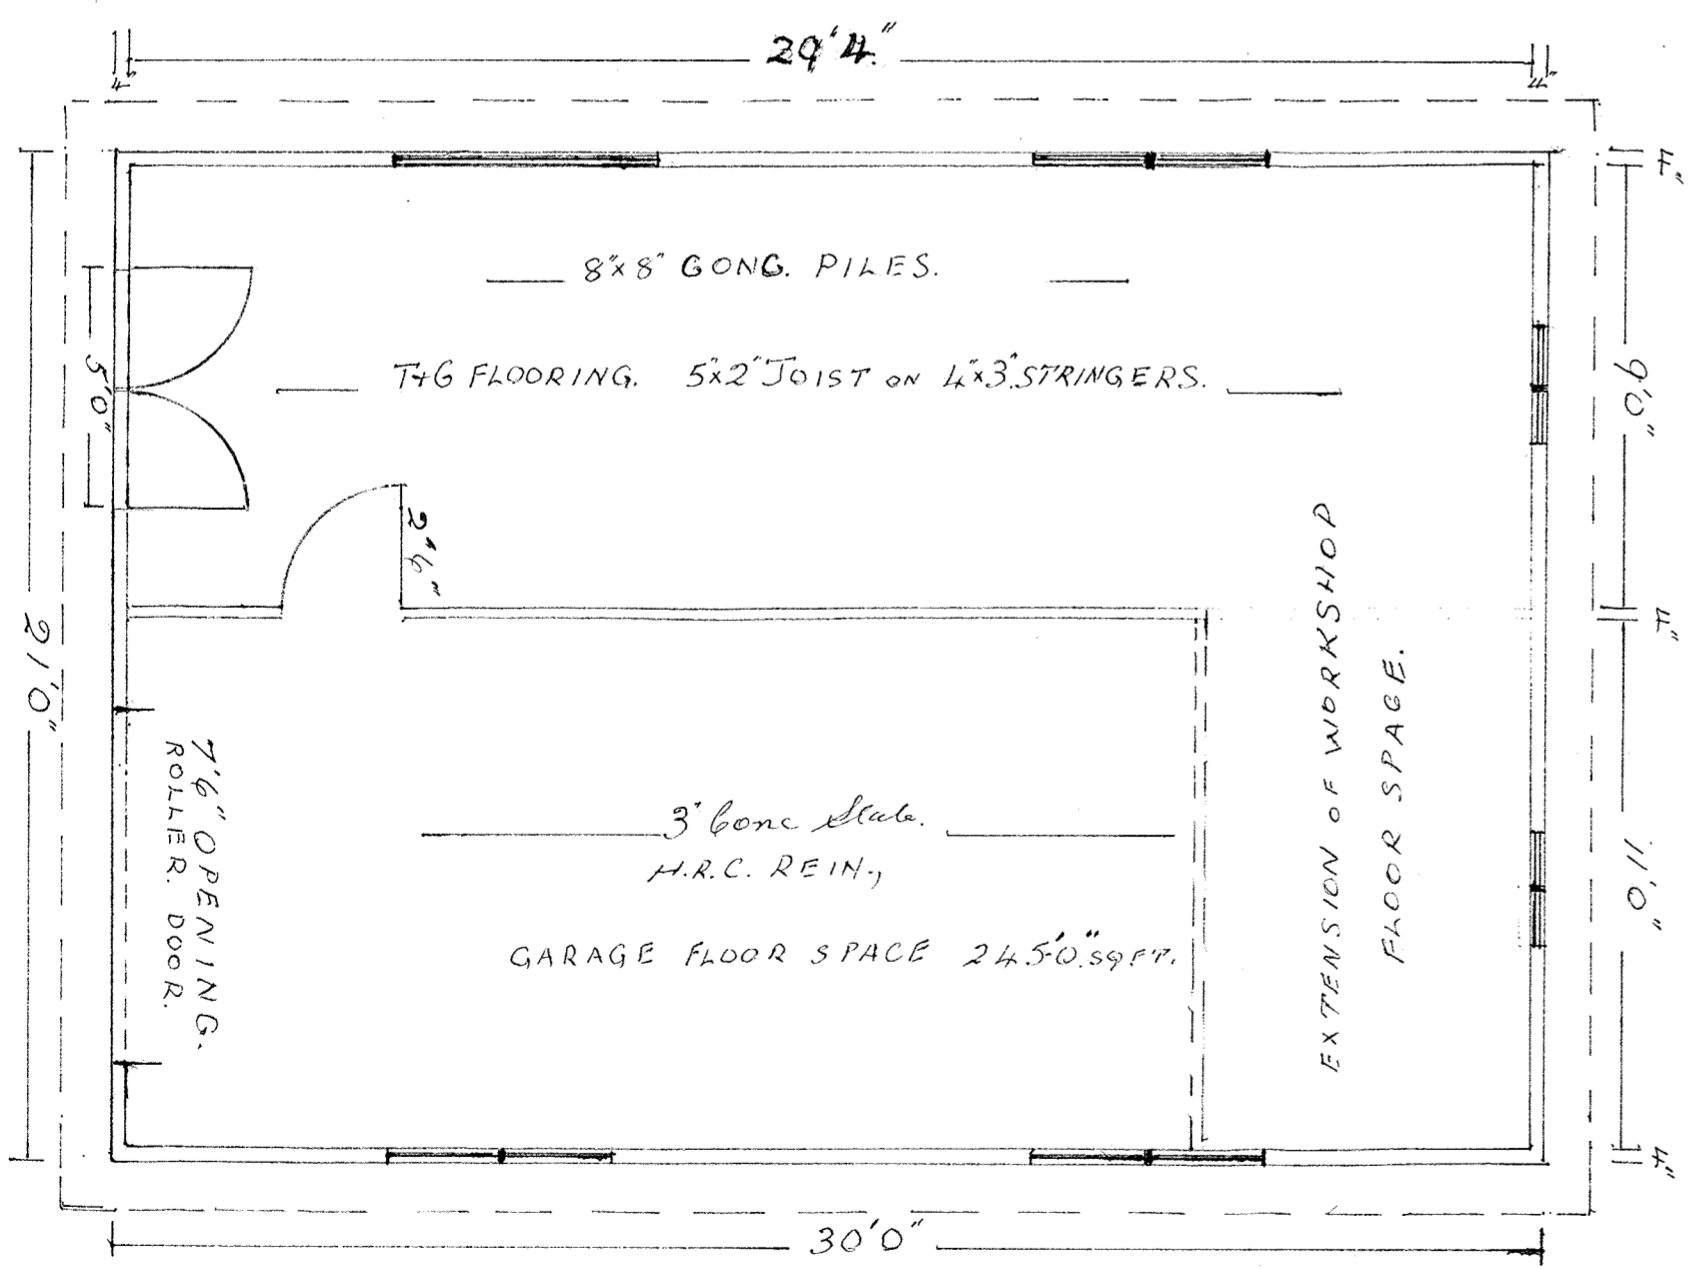 29'4"
4"
4"
4"
8"x8" CONC. PILES.
T+G FLOORING. 5"x2" JOIST ON 4"x3" STRINGERS.
5'0"
9'0"
2'6"
4"
21'0"
EXTENSION OF WORKSHOP
FLOOR SPACE.
7'6" OPENING.
ROLLER. DOOR.
3" Conc Slab.
H.R.C. REIN.,
GARAGE FLOOR SPACE 245'0" SQ FT.
11'0"
4"
30'0"